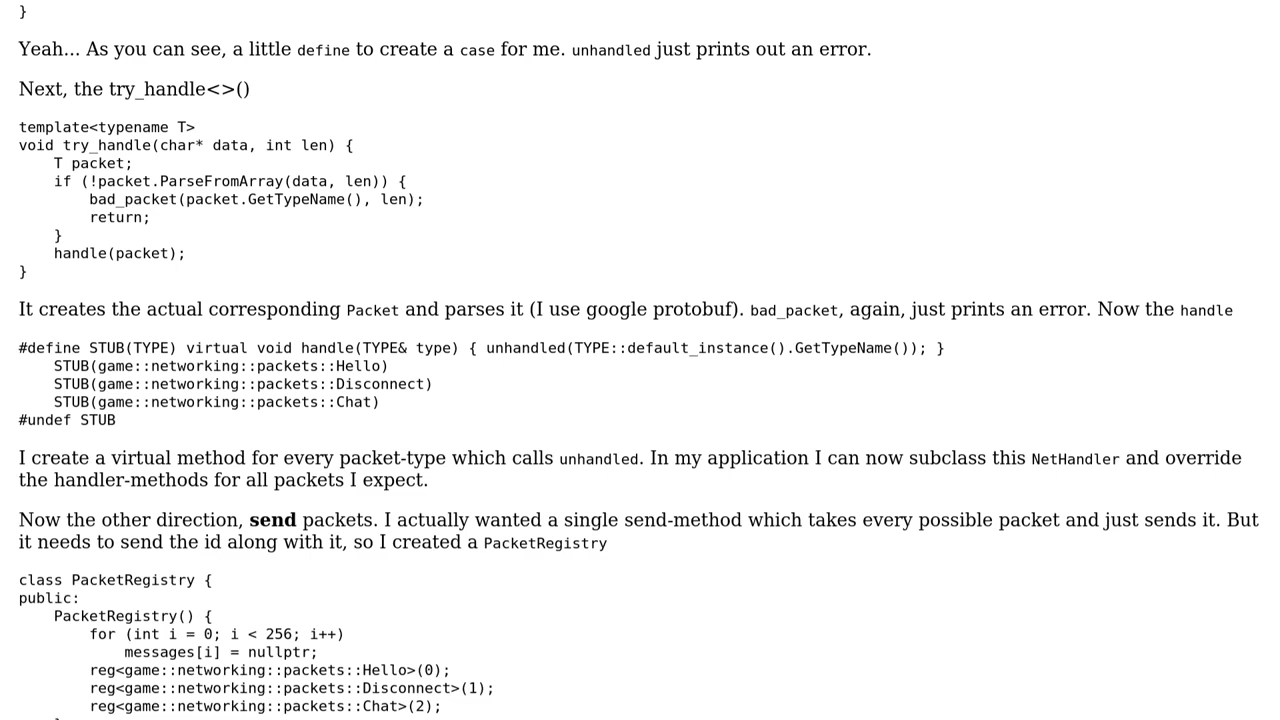 }
Yeah... As you can see, a little define to create a case for me. unhandled just prints out an error.
Next, the try_handle<>()
template<typename T>
void try_handle(char* data, int len) {
    T packet;
    if (!packet.ParseFromArray(data, len)) {
        bad_packet(packet.GetTypeName(), len);
        return;
    }
    handle(packet);
}
It creates the actual corresponding Packet and parses it (I use google protobuf). bad_packet, again, just prints an error. Now the handle
#define STUB(TYPE) virtual void handle(TYPE& type) { unhandled(TYPE::default_instance().GetTypeName()); }
    STUB(game::networking::packets::Hello)
    STUB(game::networking::packets::Disconnect)
    STUB(game::networking::packets::Chat)
#undef STUB
I create a virtual method for every packet-type which calls unhandled. In my application I can now subclass this NetHandler and override
the handler-methods for all packets I expect.
Now the other direction, send packets. I actually wanted a single send-method which takes every possible packet and just sends it. But
it needs to send the id along with it, so I created a PacketRegistry
class PacketRegistry {
public:
    PacketRegistry() {
        for (int i = 0; i < 256; i++)
            messages[i] = nullptr;
        reg<game::networking::packets::Hello>(0);
        reg<game::networking::packets::Disconnect>(1);
        reg<game::networking::packets::Chat>(2);